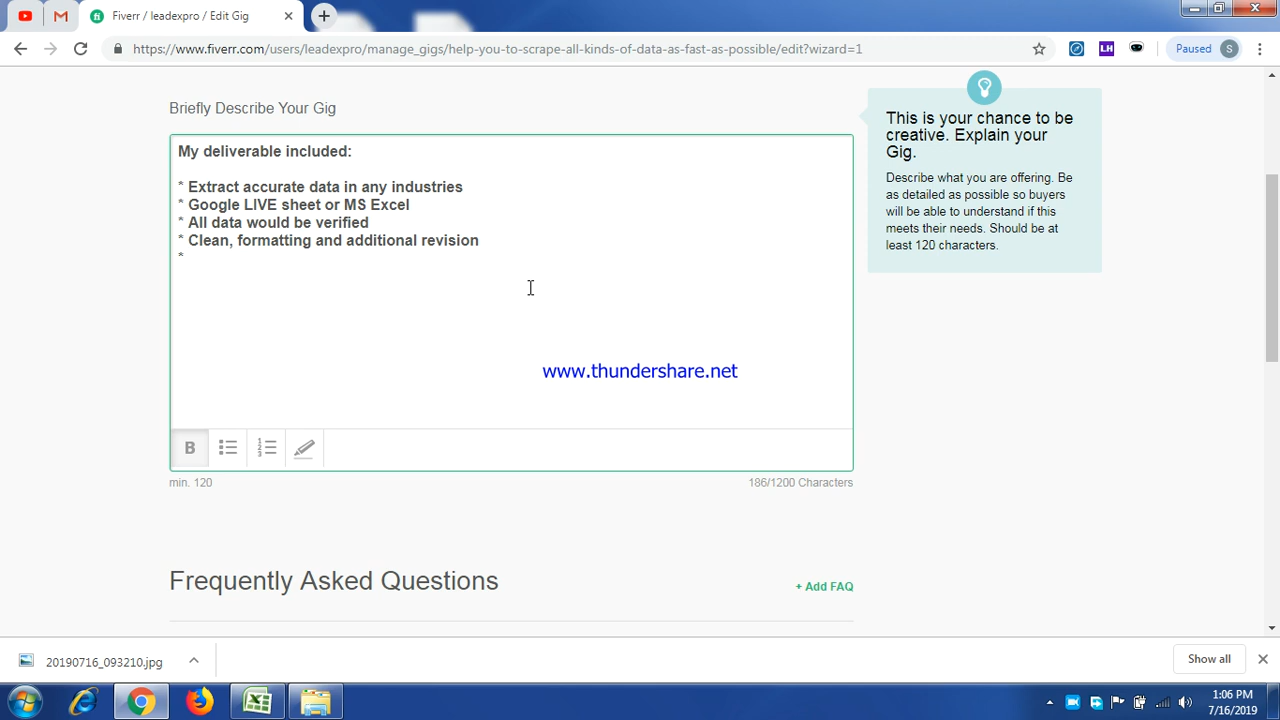 Fiverr / leadexpro / Edit Gig
https://www.fiverr.com/users/leadexpro/manage_gigs/help-you-to-scrape-all-kinds-of-data-as-fast-as-possible/edit?wizard=1
LH
Paused S
Briefly Describe Your Gig
My deliverable included:
* Extract accurate data in any industries
* Google LIVE sheet or MS Excel
* All data would be verified
* Clean, formatting and additional revision
*
www.thundershare.net
B
min. 120
186/1200 Characters
This is your chance to be
creative. Explain your
Gig.
Describe what you are offering. Be
as detailed as possible so buyers
will be able to understand if this
meets their needs. Should be at
least 120 characters.
Frequently Asked Questions
+ Add FAQ
20190716_093210.jpg
Show all
1:06 PM
7/16/2019